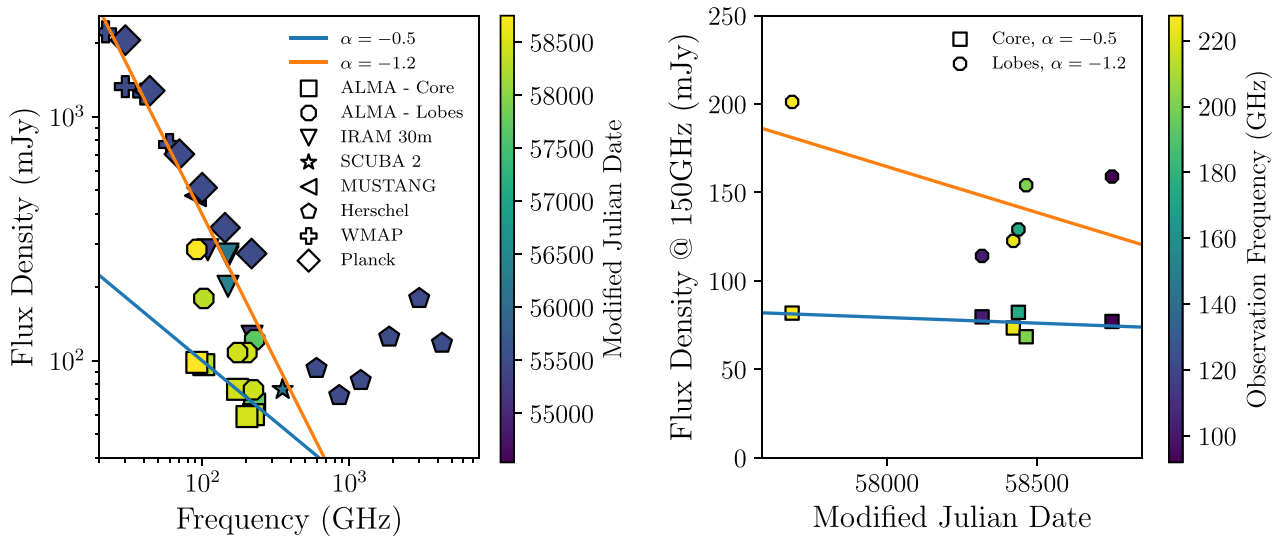 Flux Density (mJy)
10³
10²
10²
10³
Frequency (GHz)
α = −0.5
α = −1.2
ALMA - Core
ALMA - Lobes
IRAM 30m
SCUBA 2
MUSTANG
Herschel
WMAP
Planck
58500
58000
57500
57000
56500
56000
55500
55000
Modified Julian Date
Flux Density @ 150GHz (mJy)
250
200
150
100
50
0
58000
58500
Modified Julian Date
Core, α = −0.5
Lobes, α = −1.2
220
200
180
160
140
120
100
Observation Frequency (GHz)